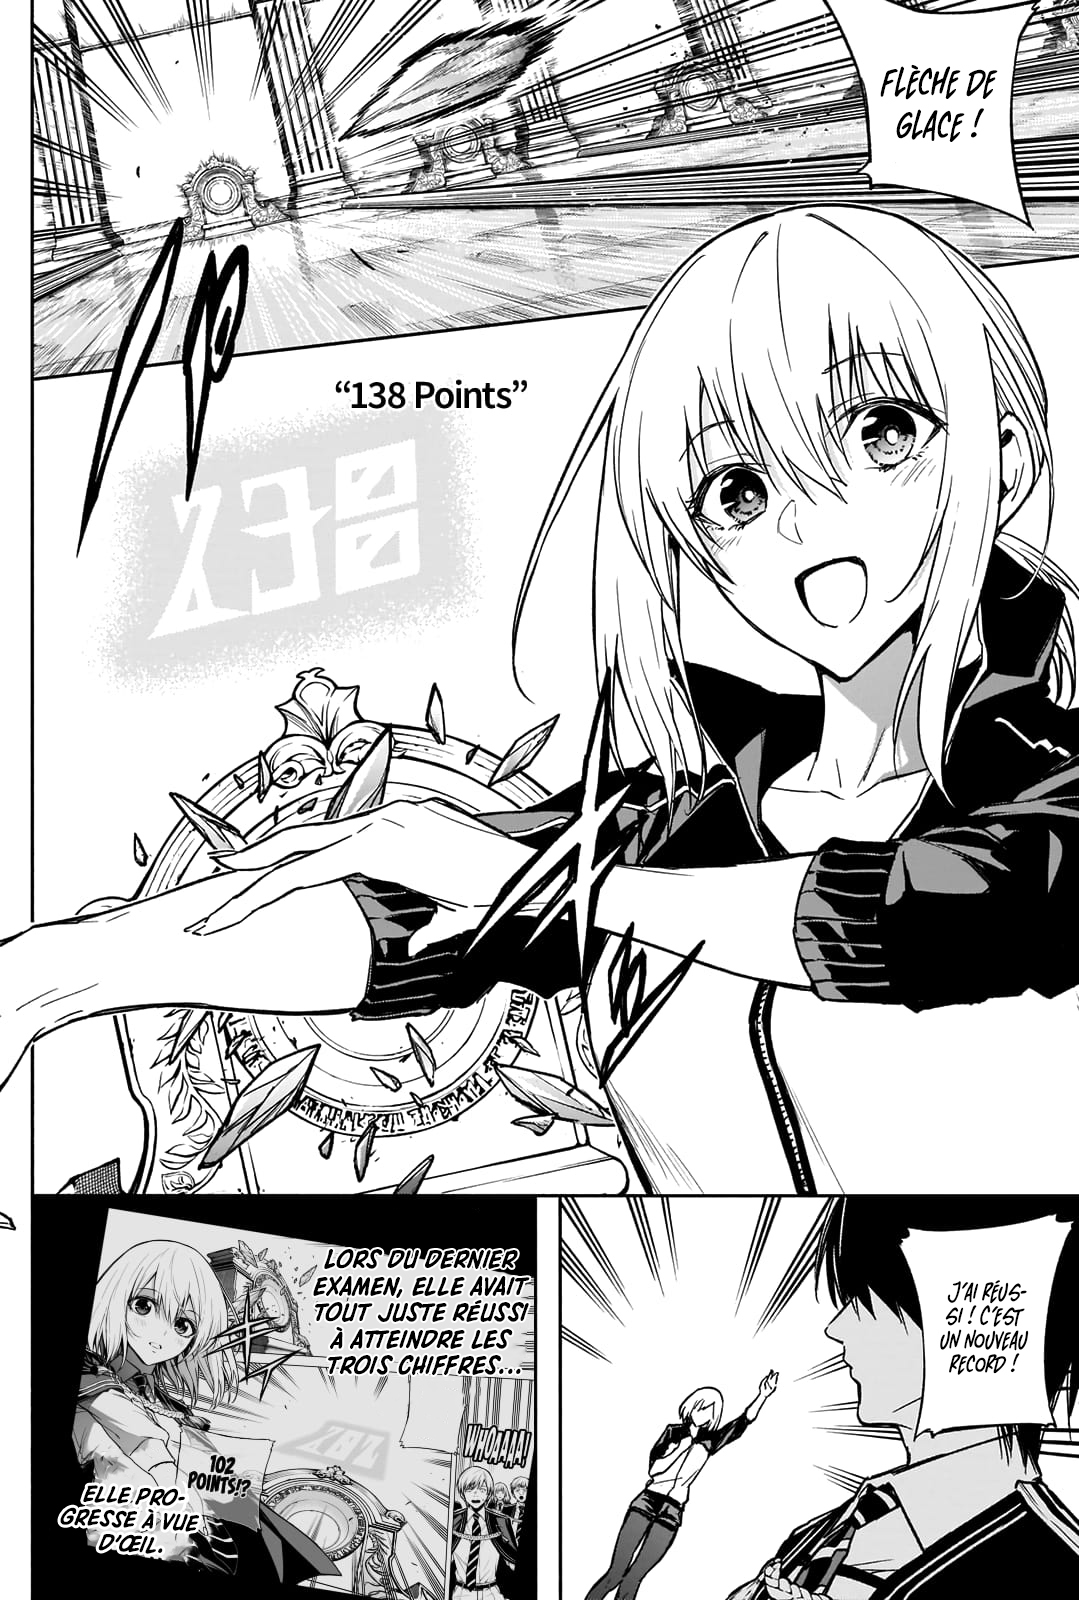 FLÈCHE DE
GLACE !
“138 Points”
J'AI RÉUS-
SI ! C'EST
UN NOUVEAU
RECORD !
LORS DU DERNIER
EXAMEN, ELLE AVAIT
TOUT JUSTE RÉUSSI
À ATTEINDRE LES
TROIS CHIFFRES...
WHOAAAA!
102
POINTS!?
ELLE PRO-
GRESSE À VUE
D'ŒIL.